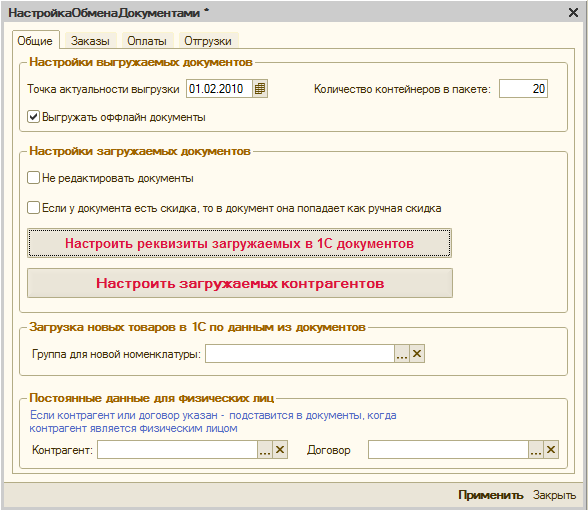 НастройкаОбменаДокументами *
Общие Заказы Оплаты Отгрузки
Настройки выгружаемых документов
Точка актуальности выгрузки 01.02.2010 Количество контейнеров в пакете: 20
Выгружать оффлайн документы
Настройки загружаемых документов
Не редактировать документы
Если у документа есть скидка, то в документ она попадает как ручная скидка
Настроить реквизиты загружаемых в 1С документов
Настроить загружаемых контрагентов
Загрузка новых товаров в 1С по данным из документов
Группа для новой номенклатуры: ...
Постоянные данные для физических лиц
Если контрагент или договор указан - подставится в документы, когда
контрагент является физическим лицом
Контрагент: ... Договор ...
Применить Закрыть